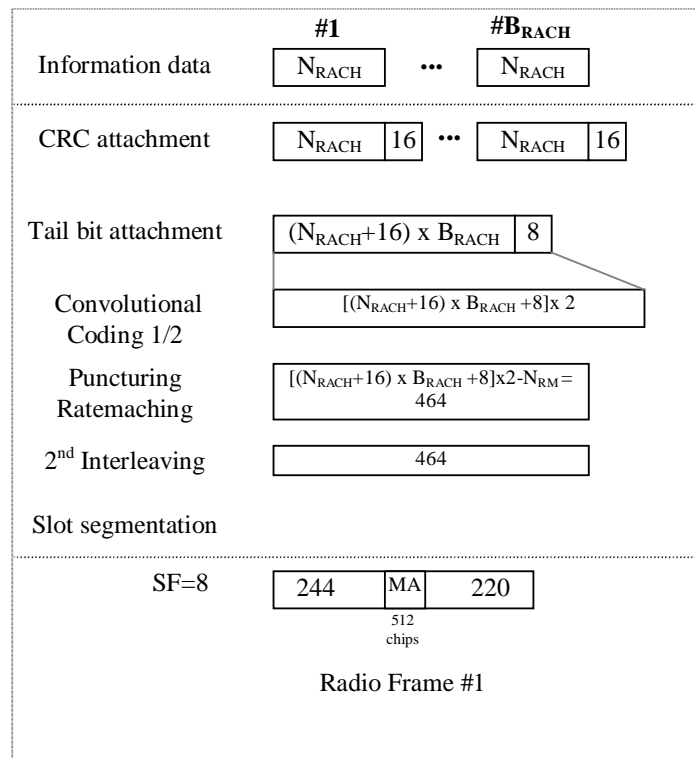 #1 #B_RACH
Information data N_RACH ••• N_RACH
CRC attachment N_RACH 16 ••• N_RACH 16
Tail bit attachment (N_RACH+16) x B_RACH 8
Convolutional Coding 1/2 [(N_RACH+16) x B_RACH +8]x 2
Puncturing Ratemaching [(N_RACH+16) x B_RACH +8]x2-N_RM= 464
2nd Interleaving 464
Slot segmentation
SF=8 244 MA 220
512
chips
Radio Frame #1